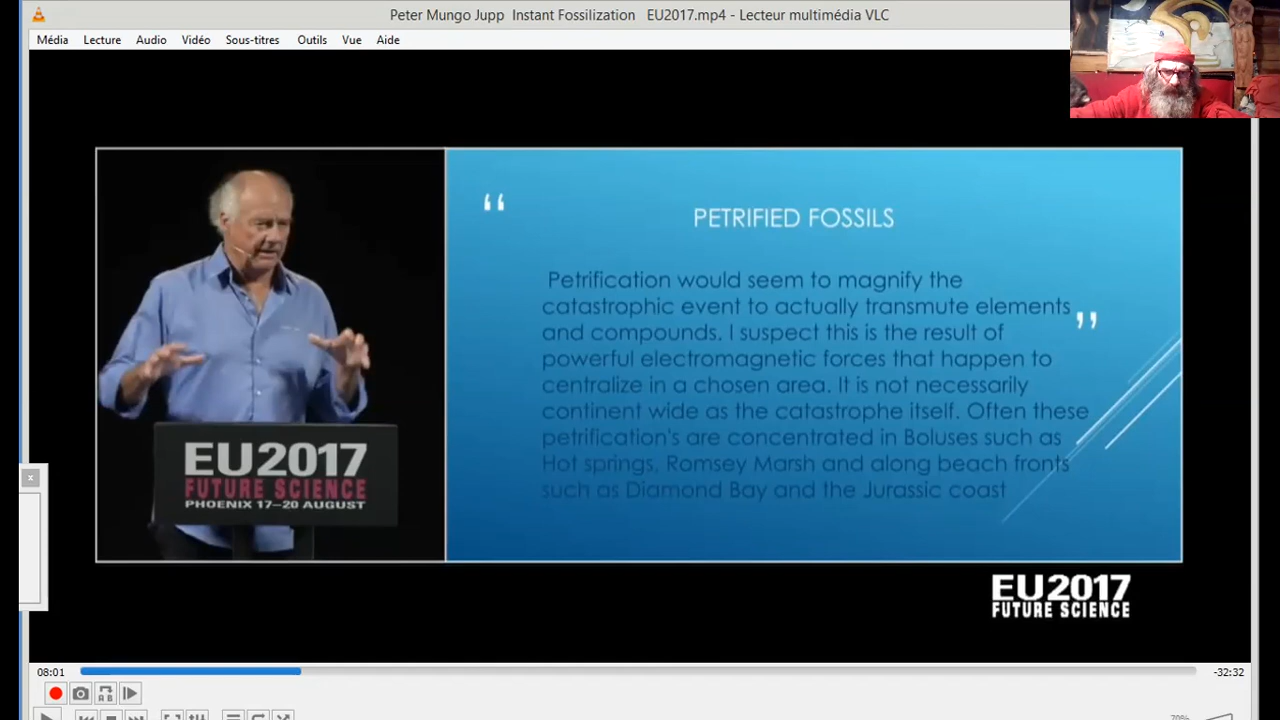 Peter Mungo Jupp  Instant Fossilization   EU2017.mp4 - Lecteur multimédia VLC
Média Lecture Audio Vidéo Sous-titres Outils Vue Aide
“
PETRIFIED FOSSILS
Petrification would seem to magnify the
catastrophic event to actually transmute elements
and compounds. I suspect this is the result of
powerful electromagnetic forces that happen to
centralize in a chosen area. It is not necessarily
continent wide as the catastrophe itself. Often these
petrification's are concentrated in Boluses such as
Hot springs, Romsey Marsh and along beach fronts
such as Diamond Bay and the Jurassic coast
”
EU2017
FUTURE SCIENCE
PHOENIX 17–20 AUGUST
EU2017
FUTURE SCIENCE
x
08:01
-32:32